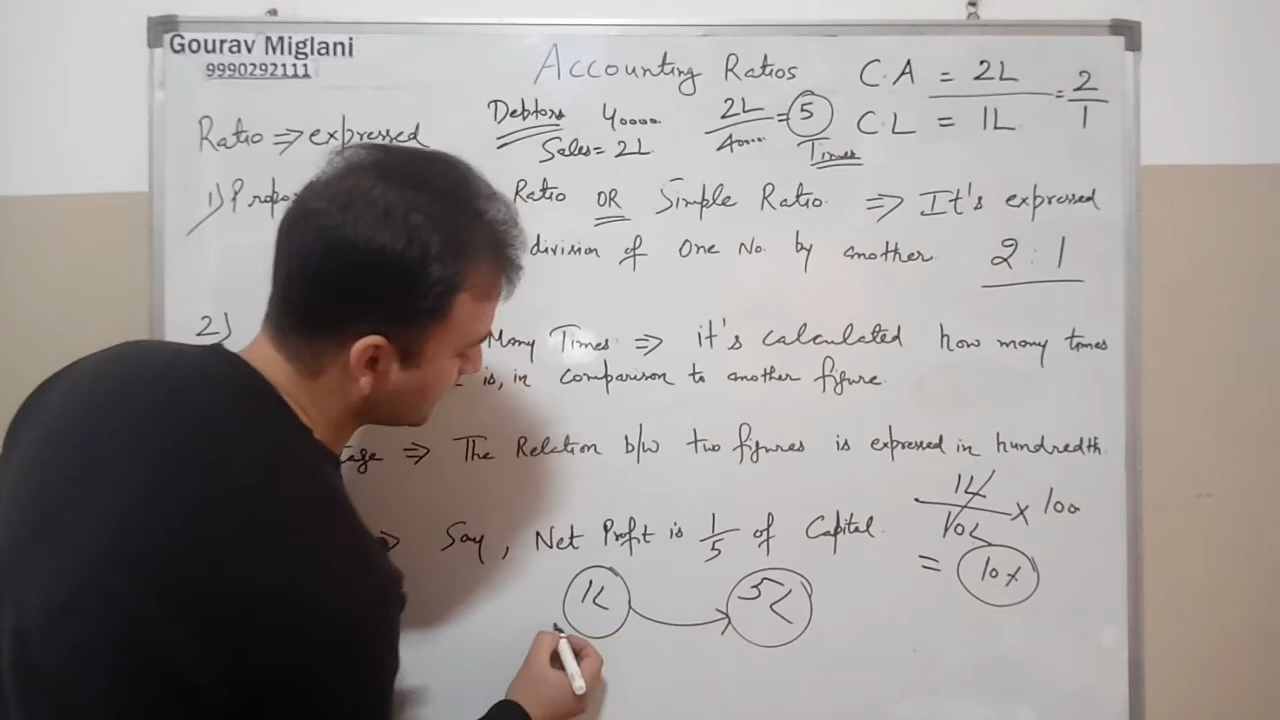 Gourav Miglani
9990292111
Accounting Ratios
C.A = 2L = 2/1
C.L = 1L
Debtors 40000
Sales = 2L
2L/40000 = 5 Times
Ratio ⇒ expressed
1) Propo Ratio OR Simple Ratio. ⇒ It's expressed
division of One No. by another 2 : 1
2) Many Times ⇒ it's calculated how many times
is, in comparison to another figure
tage ⇒ The Relation b/w two figures is expressed in hundredth.
1L/10L × 100
= 10%
⇒ Say, Net Profit is 1/5 of Capital.
1L → 5L